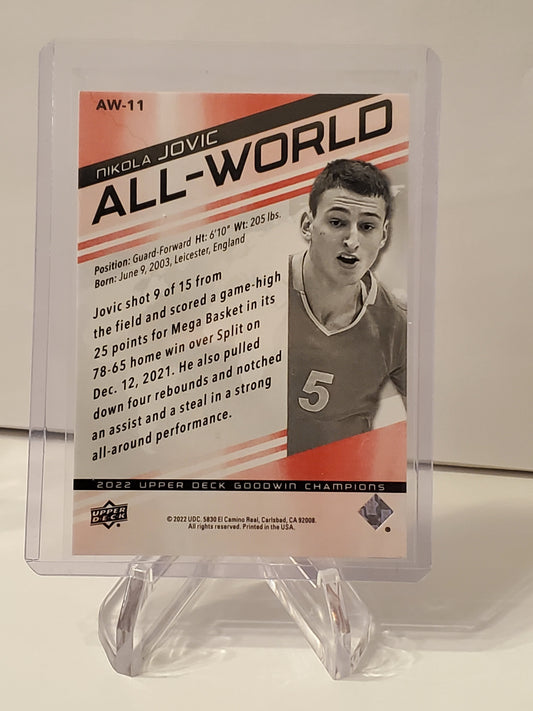 AW-11
NIKOLA JOVIC
ALL-WORLD
Position: Guard-Forward Ht: 6'10" Wt: 205 lbs.
Born: June 9, 2003, Leicester, England
Jovic shot 9 of 15 from
the field and scored a game-high
25 points for Mega Basket in its
78-65 home win over Split on
Dec. 12, 2021. He also pulled
down four rebounds and notched
an assist and a steal in a strong
all-around performance.
5
2022 UPPER DECK GOODWIN CHAMPIONS
UPPER
DECK
© 2022 UDC. 5830 El Camino Real, Carlsbad, CA 92008.
All rights reserved. Printed in the USA.